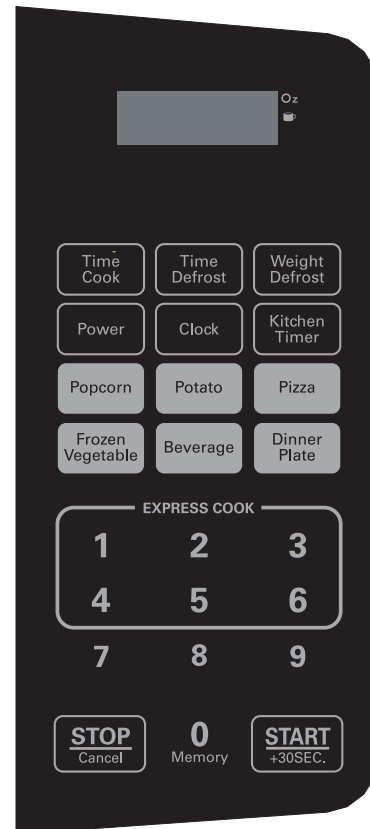 Oz
Time Cook
Time Defrost
Weight Defrost
Power
Clock
Kitchen Timer
Popcorn
Potato
Pizza
Frozen Vegetable
Beverage
Dinner Plate
EXPRESS COOK
1 2 3
4 5 6
7 8 9
STOP
Cancel
0
Memory
START
+30SEC.